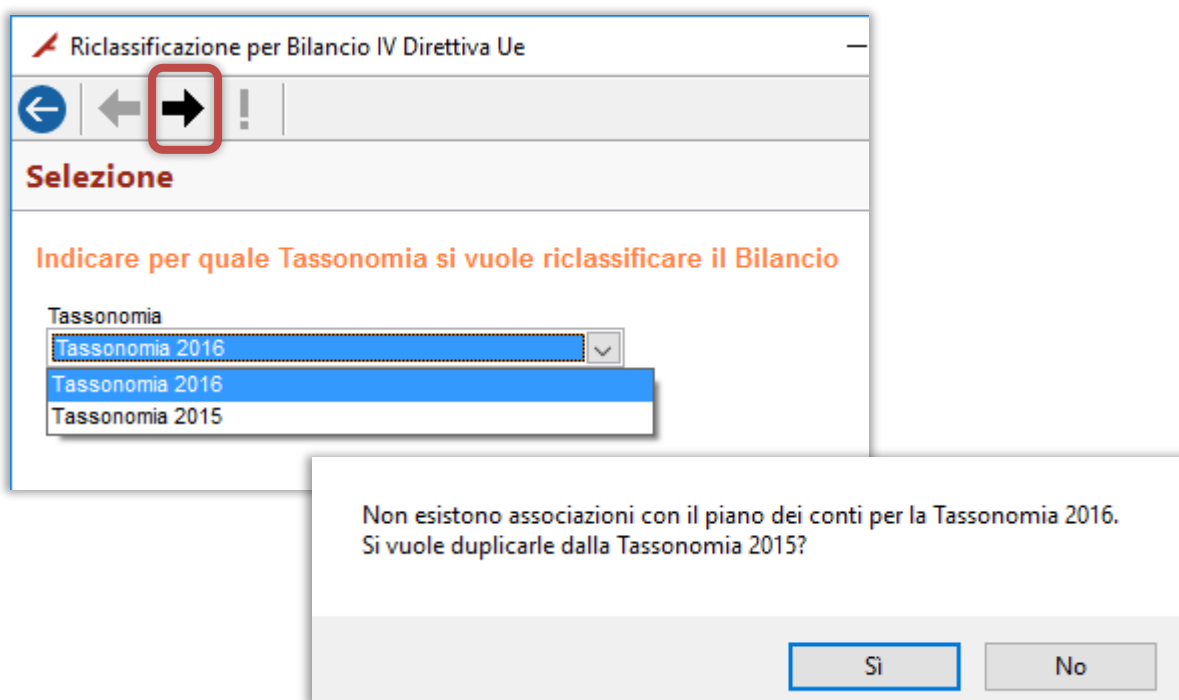 Riclassificazione per Bilancio IV Direttiva Ue
Selezione
Indicare per quale Tassonomia si vuole riclassificare il Bilancio
Tassonomia
Tassonomia 2016
Tassonomia 2016
Tassonomia 2015
Non esistono associazioni con il piano dei conti per la Tassonomia 2016.
Si vuole duplicarle dalla Tassonomia 2015?
Sì
No